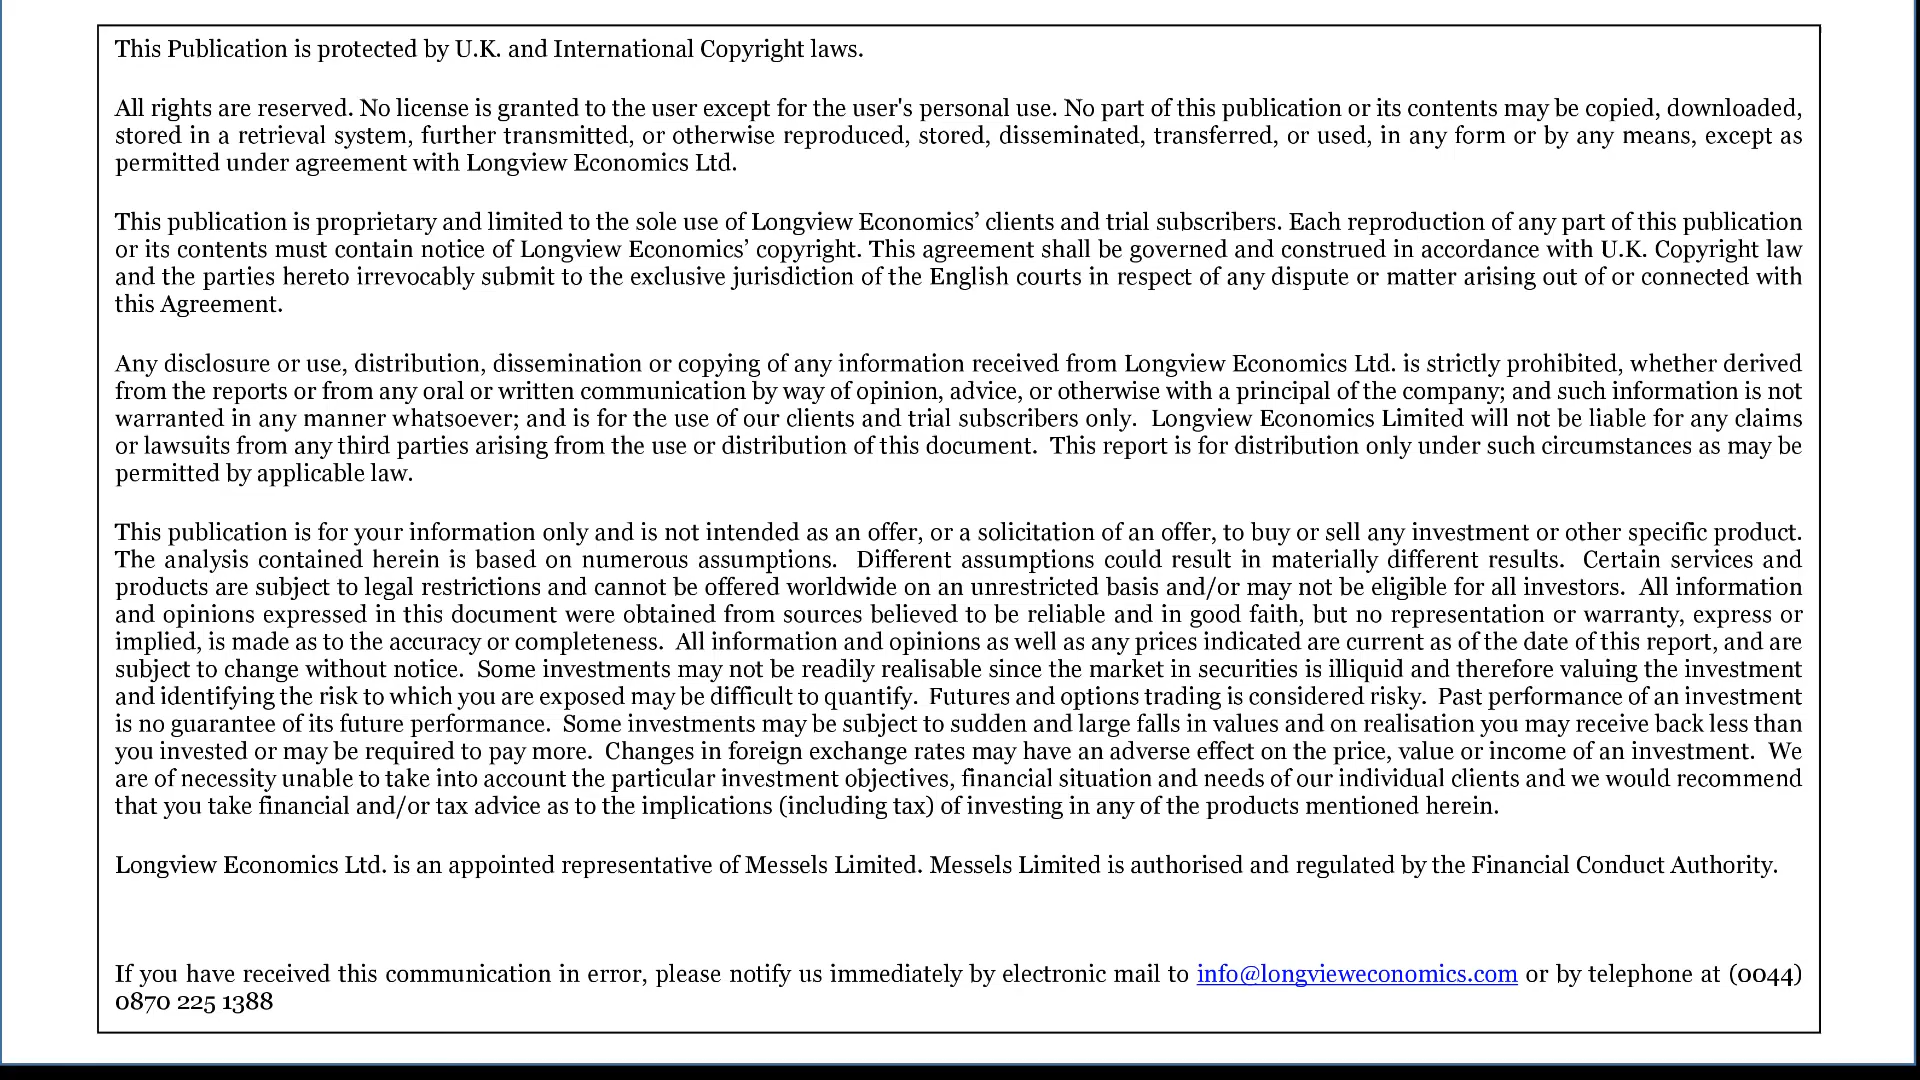 This Publication is protected by U.K. and International Copyright laws.
All rights are reserved. No license is granted to the user except for the user's personal use. No part of this publication or its contents may be copied, downloaded,
stored in a retrieval system, further transmitted, or otherwise reproduced, stored, disseminated, transferred, or used, in any form or by any means, except as
permitted under agreement with Longview Economics Ltd.
This publication is proprietary and limited to the sole use of Longview Economics’ clients and trial subscribers. Each reproduction of any part of this publication
or its contents must contain notice of Longview Economics’ copyright. This agreement shall be governed and construed in accordance with U.K. Copyright law
and the parties hereto irrevocably submit to the exclusive jurisdiction of the English courts in respect of any dispute or matter arising out of or connected with
this Agreement.
Any disclosure or use, distribution, dissemination or copying of any information received from Longview Economics Ltd. is strictly prohibited, whether derived
from the reports or from any oral or written communication by way of opinion, advice, or otherwise with a principal of the company; and such information is not
warranted in any manner whatsoever; and is for the use of our clients and trial subscribers only.  Longview Economics Limited will not be liable for any claims
or lawsuits from any third parties arising from the use or distribution of this document.  This report is for distribution only under such circumstances as may be
permitted by applicable law.
This publication is for your information only and is not intended as an offer, or a solicitation of an offer, to buy or sell any investment or other specific product.
The analysis contained herein is based on numerous assumptions.  Different assumptions could result in materially different results.  Certain services and
products are subject to legal restrictions and cannot be offered worldwide on an unrestricted basis and/or may not be eligible for all investors.  All information
and opinions expressed in this document were obtained from sources believed to be reliable and in good faith, but no representation or warranty, express or
implied, is made as to the accuracy or completeness.  All information and opinions as well as any prices indicated are current as of the date of this report, and are
subject to change without notice.  Some investments may not be readily realisable since the market in securities is illiquid and therefore valuing the investment
and identifying the risk to which you are exposed may be difficult to quantify.  Futures and options trading is considered risky.  Past performance of an investment
is no guarantee of its future performance.  Some investments may be subject to sudden and large falls in values and on realisation you may receive back less than
you invested or may be required to pay more.  Changes in foreign exchange rates may have an adverse effect on the price, value or income of an investment.  We
are of necessity unable to take into account the particular investment objectives, financial situation and needs of our individual clients and we would recommend
that you take financial and/or tax advice as to the implications (including tax) of investing in any of the products mentioned herein.
Longview Economics Ltd. is an appointed representative of Messels Limited. Messels Limited is authorised and regulated by the Financial Conduct Authority.
If you have received this communication in error, please notify us immediately by electronic mail to info@longvieweconomics.com or by telephone at (0044)
0870 225 1388